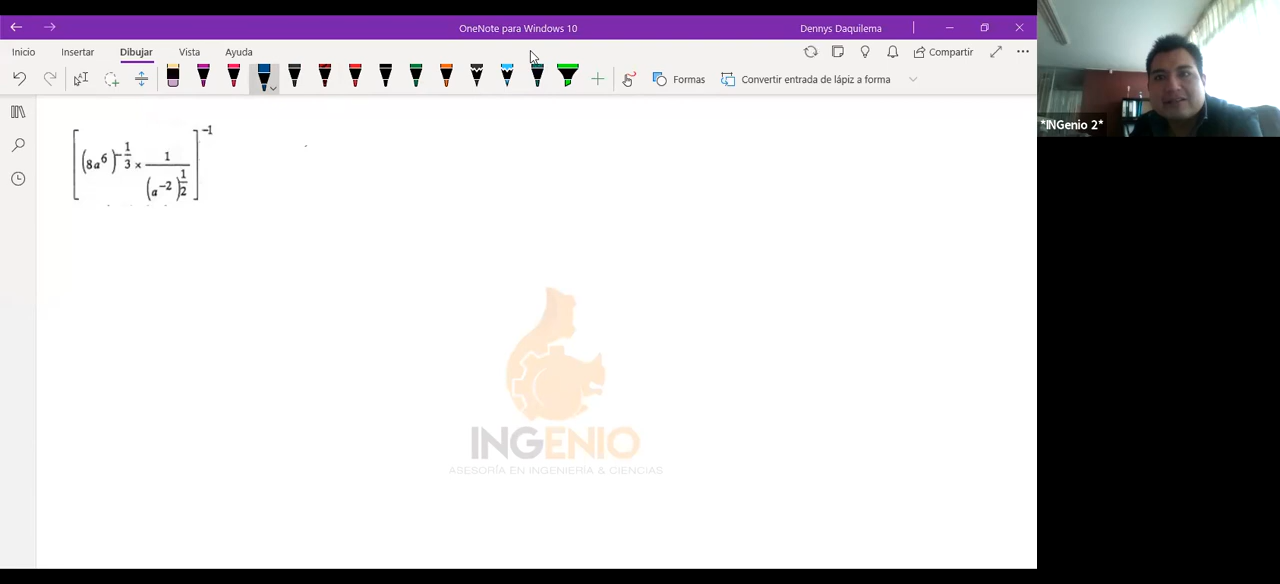 OneNote para Windows 10
Dennys Daquilema
Inicio
Insertar
Dibujar
Vista
Ayuda
Compartir
Formas
Convertir entrada de lápiz a forma
[(8a^6)^{-1/3} × 1/(a^{-2})^{1/2}]^{-1}
*INGenio 2*
INGENIO
ASESORÍA EN INGENIERÍA & CIENCIAS